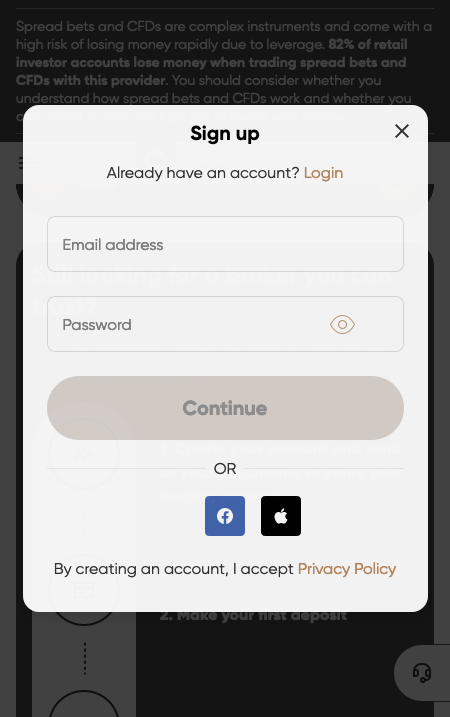 Spread bets and CFDs are complex instruments and come with a
high risk of losing money rapidly due to leverage. 82% of retail
investor accounts lose money when trading spread bets and
CFDs with this provider. You should consider whether you
understand how spread bets and CFDs work and whether you
Sign up
Already have an account? Login
Email address
Password
Continue
OR
By creating an account, I accept Privacy Policy
2. Make your first deposit